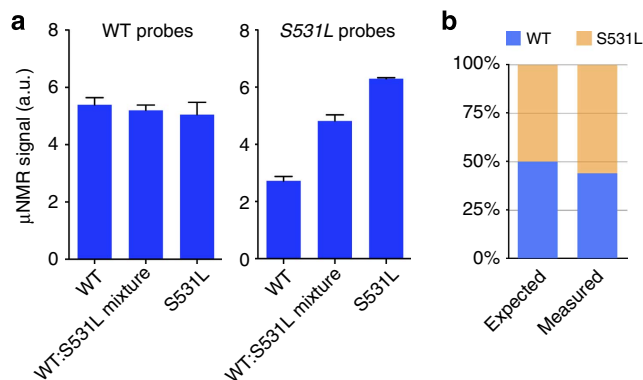 a
WT probes
S531L probes
µNMR signal (a.u.)
8
6
4
2
0
WT
WT:S531L mixture
S531L
8
6
4
2
0
WT
WT:S531L mixture
S531L
b
WT
S531L
100%
75%
50%
25%
0%
Expected
Measured